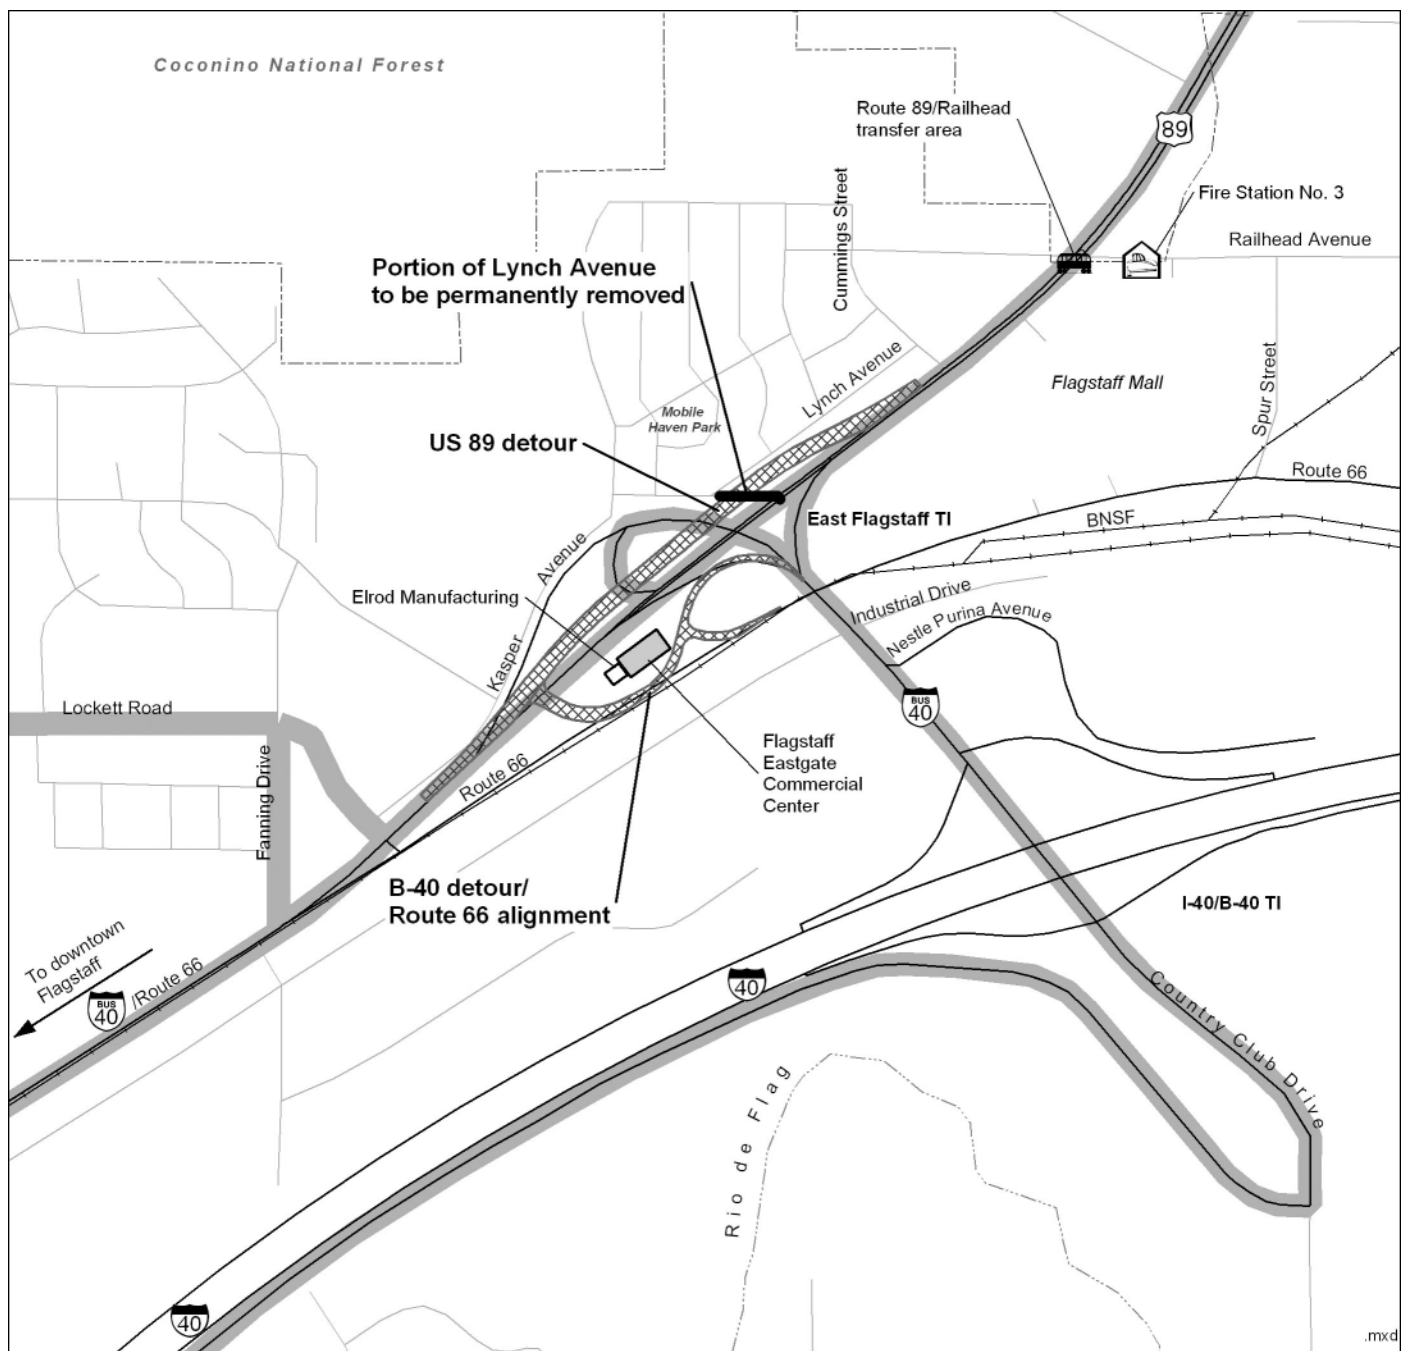 Coconino National Forest
Route 89/Railhead
transfer area
89
Fire Station No. 3
Railhead Avenue
Cummings Street
Portion of Lynch Avenue
to be permanently removed
Lynch Avenue
Flagstaff Mall
Spur Street
Mobile
Haven Park
US 89 detour
Route 66
East Flagstaff TI
BNSF
Kasper Avenue
Elrod Manufacturing
Industrial Drive
Nestle Purina Avenue
Lockett Road
BUS
40
Fanning Drive
Route 66
Flagstaff
Eastgate
Commercial
Center
B-40 detour/
Route 66 alignment
I-40/B-40 TI
To downtown
Flagstaff
BUS
40
/Route 66
40
Country Club Drive
Rio de Flag
40
.mxd